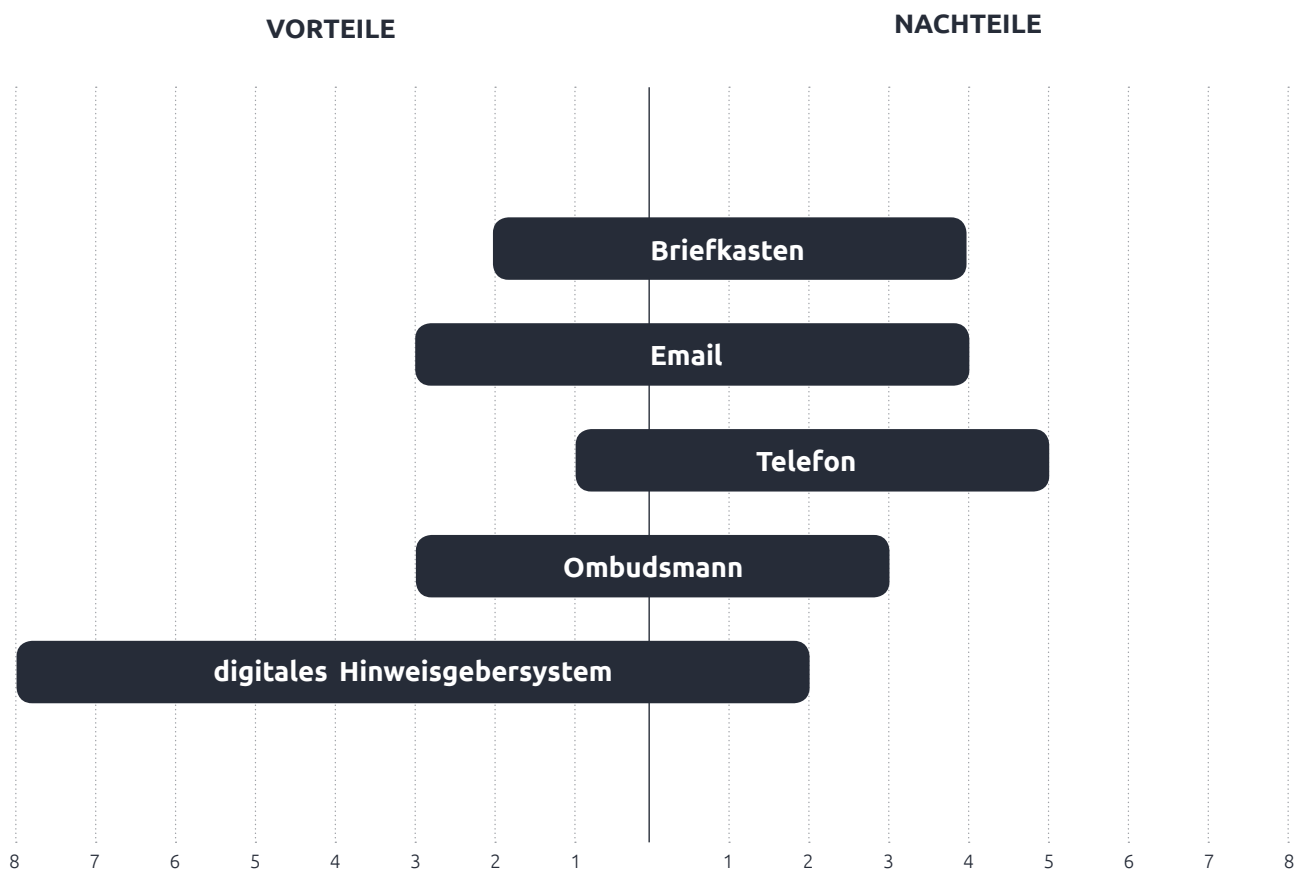 VORTEILE
NACHTEILE
Briefkasten
Email
Telefon
Ombudsmann
digitales Hinweisgebersystem
8 7 6 5 4 3 2 1 1 2 3 4 5 6 7 8